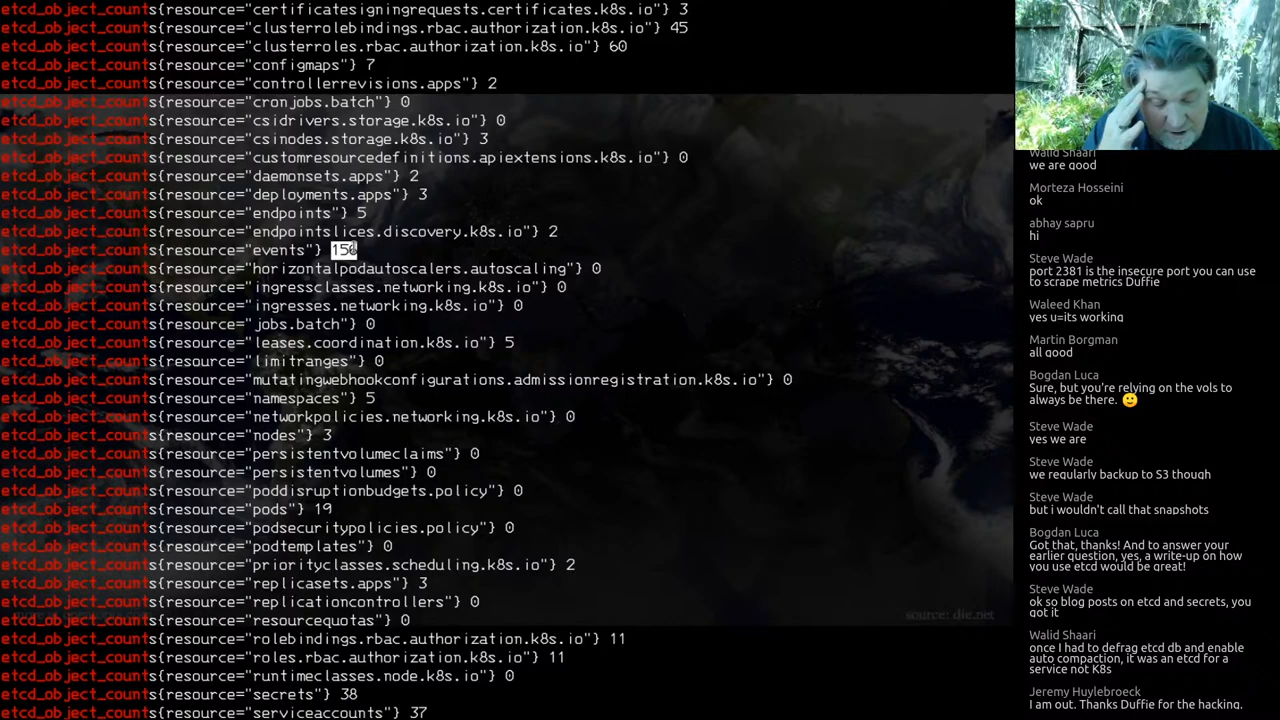 etcd_object_counts{resource="certificatesigningrequests.certificates.k8s.io"} 3
etcd_object_counts{resource="clusterrolebindings.rbac.authorization.k8s.io"} 45
etcd_object_counts{resource="clusterroles.rbac.authorization.k8s.io"} 60
etcd_object_counts{resource="configmaps"} 7
etcd_object_counts{resource="controllerrevisions.apps"} 2
etcd_object_counts{resource="cronjobs.batch"} 0
etcd_object_counts{resource="csidrivers.storage.k8s.io"} 0
etcd_object_counts{resource="csinodes.storage.k8s.io"} 3
etcd_object_counts{resource="customresourcedefinitions.apiextensions.k8s.io"} 0
etcd_object_counts{resource="daemonsets.apps"} 2
etcd_object_counts{resource="deployments.apps"} 3
etcd_object_counts{resource="endpoints"} 5
etcd_object_counts{resource="endpointslices.discovery.k8s.io"} 2
etcd_object_counts{resource="events"}
etcd_object_counts{resource="horizontalpodautoscalers.autoscaling"} 0
etcd_object_counts{resource="ingressclasses.networking.k8s.io"} 0
etcd_object_counts{resource="ingresses.networking.k8s.io"} 0
etcd_object_counts{resource="jobs.batch"} 0
etcd_object_counts{resource="leases.coordination.k8s.io"} 5
etcd_object_counts{resource="limitranges"} 0
etcd_object_counts{resource="mutatingwebhookconfigurations.admissionregistration.k8s.io"} 0
etcd_object_counts{resource="namespaces"} 5
etcd_object_counts{resource="networkpolicies.networking.k8s.io"} 0
etcd_object_counts{resource="nodes"} 3
etcd_object_counts{resource="persistentvolumeclaims"} 0
etcd_object_counts{resource="persistentvolumes"} 0
etcd_object_counts{resource="poddisruptionbudgets.policy"} 0
etcd_object_counts{resource="pods"} 19
etcd_object_counts{resource="podsecuritypolicies.policy"} 0
etcd_object_counts{resource="podtemplates"} 0
etcd_object_counts{resource="priorityclasses.scheduling.k8s.io"} 2
etcd_object_counts{resource="replicasets.apps"} 3
etcd_object_counts{resource="replicationcontrollers"} 0
etcd_object_counts{resource="resourcequotas"} 0
etcd_object_counts{resource="rolebindings.rbac.authorization.k8s.io"} 11
etcd_object_counts{resource="roles.rbac.authorization.k8s.io"} 11
etcd_object_counts{resource="runtimeclasses.node.k8s.io"} 0
etcd_object_counts{resource="secrets"} 38
etcd_object_counts{resource="serviceaccounts"} 37
source: die.net
Walid Shaari
we are good
Morteza Hosseini
ok
abhay sapru
hi
Steve Wade
port 2381 is the insecure port you can use
to scrape metrics Duffie
Waleed Khan
yes u=its working
Martin Borgman
all good
Bogdan Luca
Sure, but you're relying on the vols to
always be there. 🙂
Steve Wade
yes we are
Steve Wade
we regularly backup to S3 though
Steve Wade
but i wouldn't call that snapshots
Bogdan Luca
Got that, thanks! And to answer your
earlier question, yes, a write-up on how
you use etcd would be great!
Steve Wade
ok so blog posts on etcd and secrets, you
got it
Walid Shaari
once I had to defrag etcd db and enable
auto compaction, it was an etcd for a
service not K8s
Jeremy Huylebroeck
I am out. Thanks Duffie for the hacking.